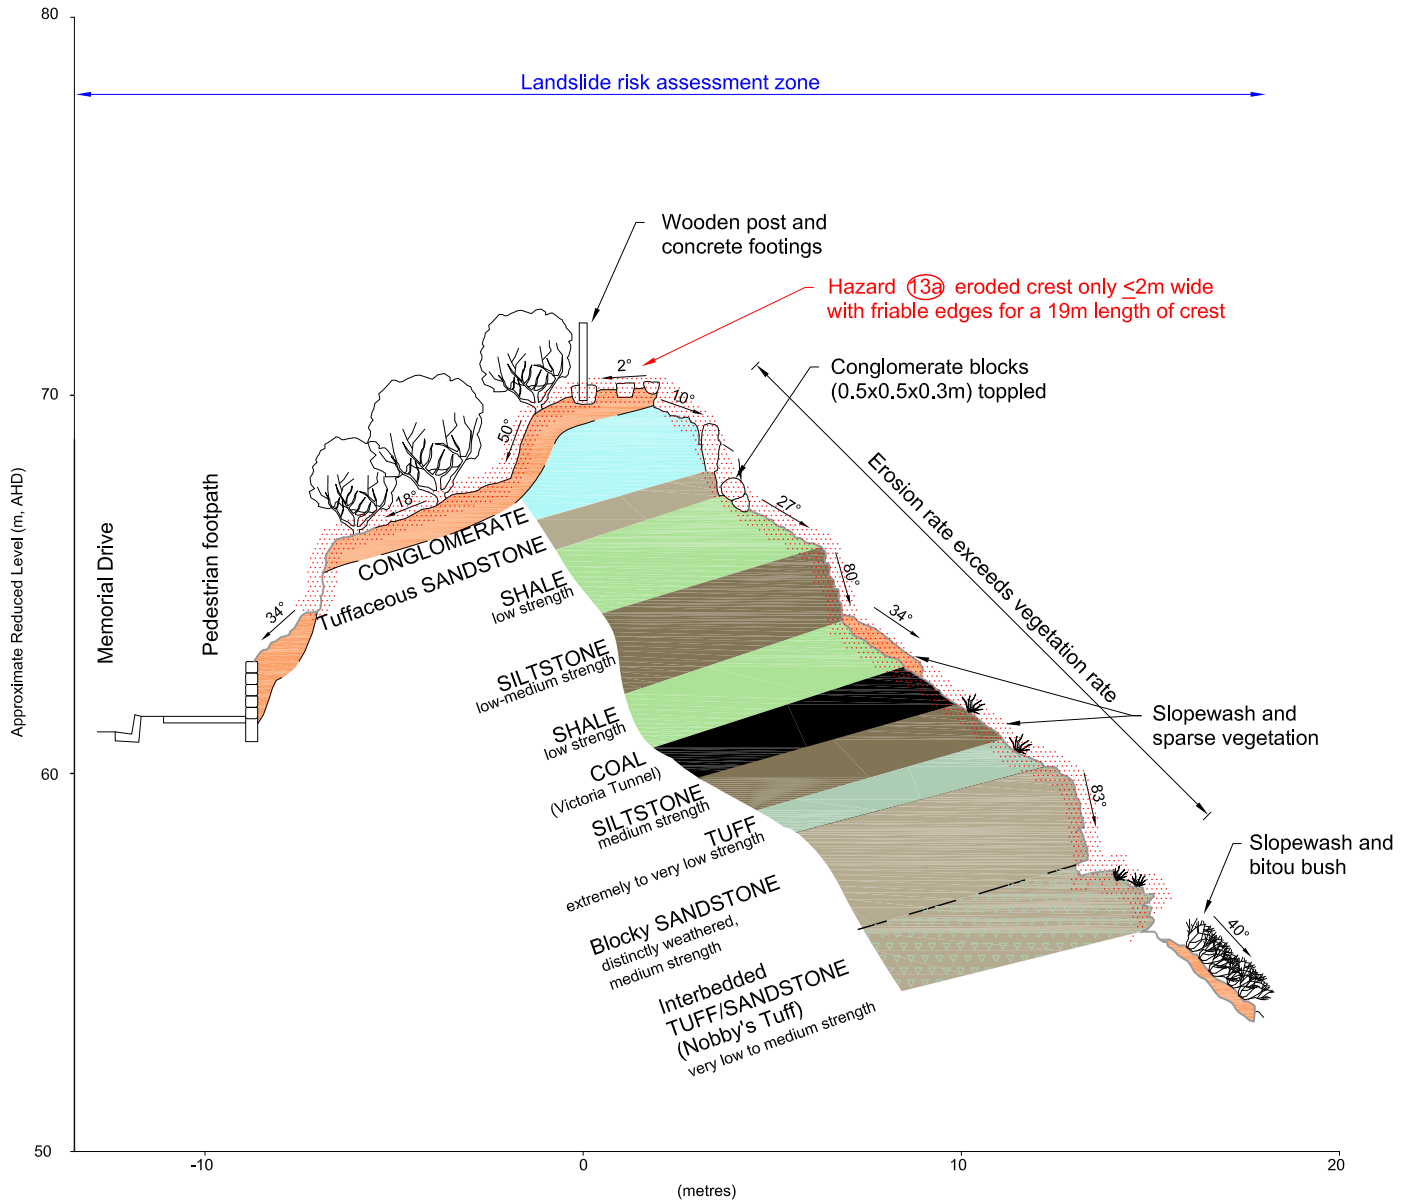 80
Landslide risk assessment zone
Wooden post and
concrete footings
Hazard 13a eroded crest only ≤2m wide
with friable edges for a 19m length of crest
2°
Conglomerate blocks
(0.5x0.5x0.3m) toppled
70
10°
50°
18°
27°
Erosion rate exceeds vegetation rate
Approximate Reduced Level (m, AHD)
Memorial Drive
Pedestrian footpath
34°
CONGLOMERATE
Tuffaceous SANDSTONE
SHALE
low strength
80°
34°
SILTSTONE
low-medium strength
SHALE
low strength
Slopewash and
sparse vegetation
COAL
(Victoria Tunnel)
60
SILTSTONE
medium strength
83°
TUFF
extremely to very low strength
Slopewash and
bitou bush
Blocky SANDSTONE
distinctly weathered,
medium strength
40°
Interbedded
TUFF/SANDSTONE
(Nobby's Tuff)
very low to medium strength
50
-10
0
10
20
(metres)